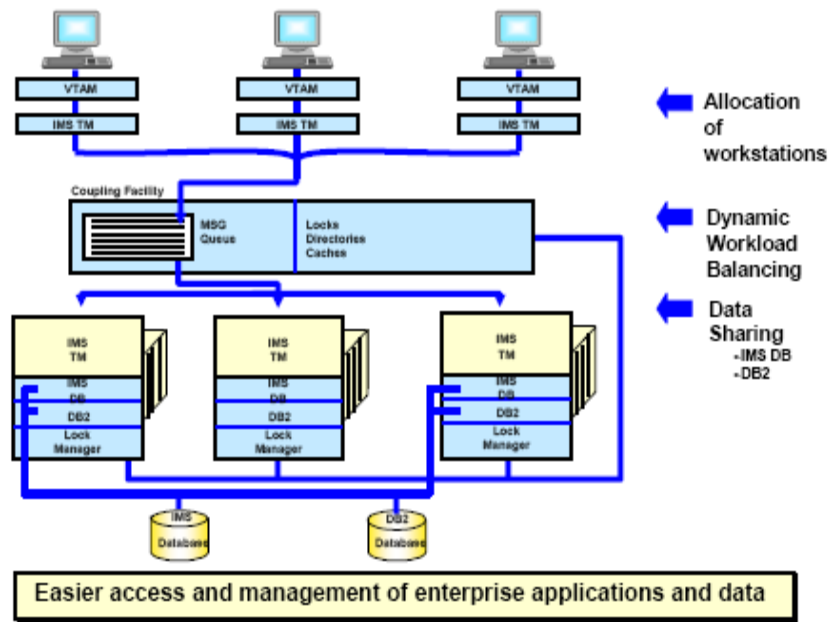 VTAM
VTAM
VTAM
IMS TM
IMS TM
IMS TM
Allocation
of
workstations
Coupling Facility
MSG
Queue
Locks
Directories
Caches
Dynamic
Workload
Balancing
Data
Sharing
-IMS DB
-DB2
IMS
TM
IMS
DB
DB2
Lock
Manager
IMS
TM
IMS
DB
DB2
Lock
Manager
IMS
TM
IMS
DB
DB2
Lock
Manager
IMS
Database
DB2
Database
Easier access and management of enterprise applications and data